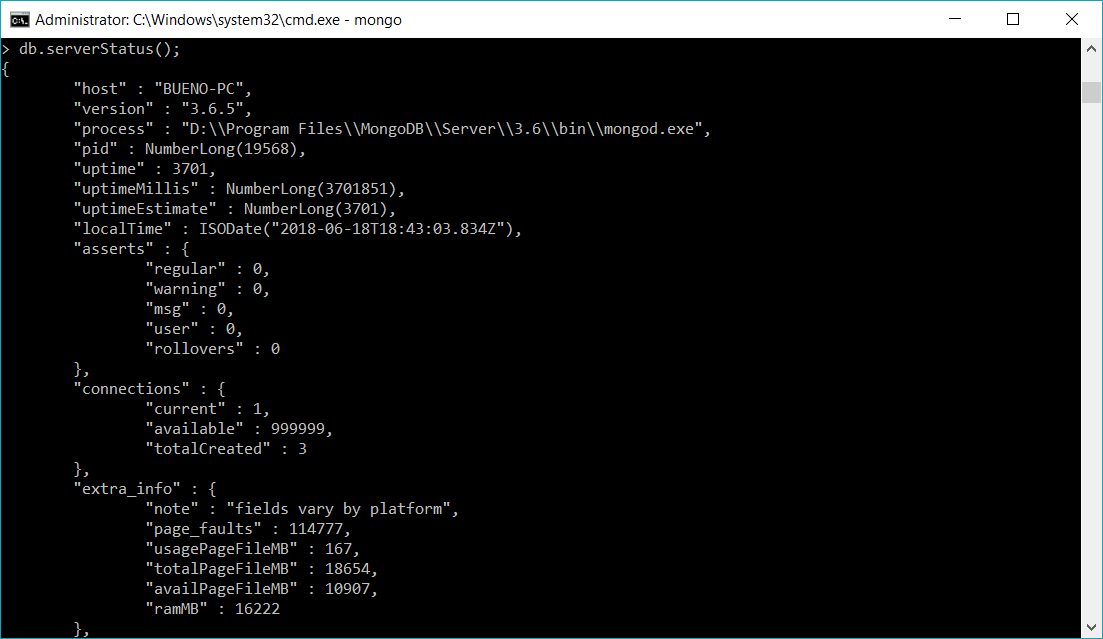 Administrator: C:\Windows\system32\cmd.exe - mongo
> db.serverStatus();
{
        "host" : "BUENO-PC",
        "version" : "3.6.5",
        "process" : "D:\\Program Files\\MongoDB\\Server\\3.6\\bin\\mongod.exe",
        "pid" : NumberLong(19568),
        "uptime" : 3701,
        "uptimeMillis" : NumberLong(3701851),
        "uptimeEstimate" : NumberLong(3701),
        "localTime" : ISODate("2018-06-18T18:43:03.834Z"),
        "asserts" : {
                "regular" : 0,
                "warning" : 0,
                "msg" : 0,
                "user" : 0,
                "rollovers" : 0
        },
        "connections" : {
                "current" : 1,
                "available" : 999999,
                "totalCreated" : 3
        },
        "extra_info" : {
                "note" : "fields vary by platform",
                "page_faults" : 114777,
                "usagePageFileMB" : 167,
                "totalPageFileMB" : 18654,
                "availPageFileMB" : 10907,
                "ramMB" : 16222
        },